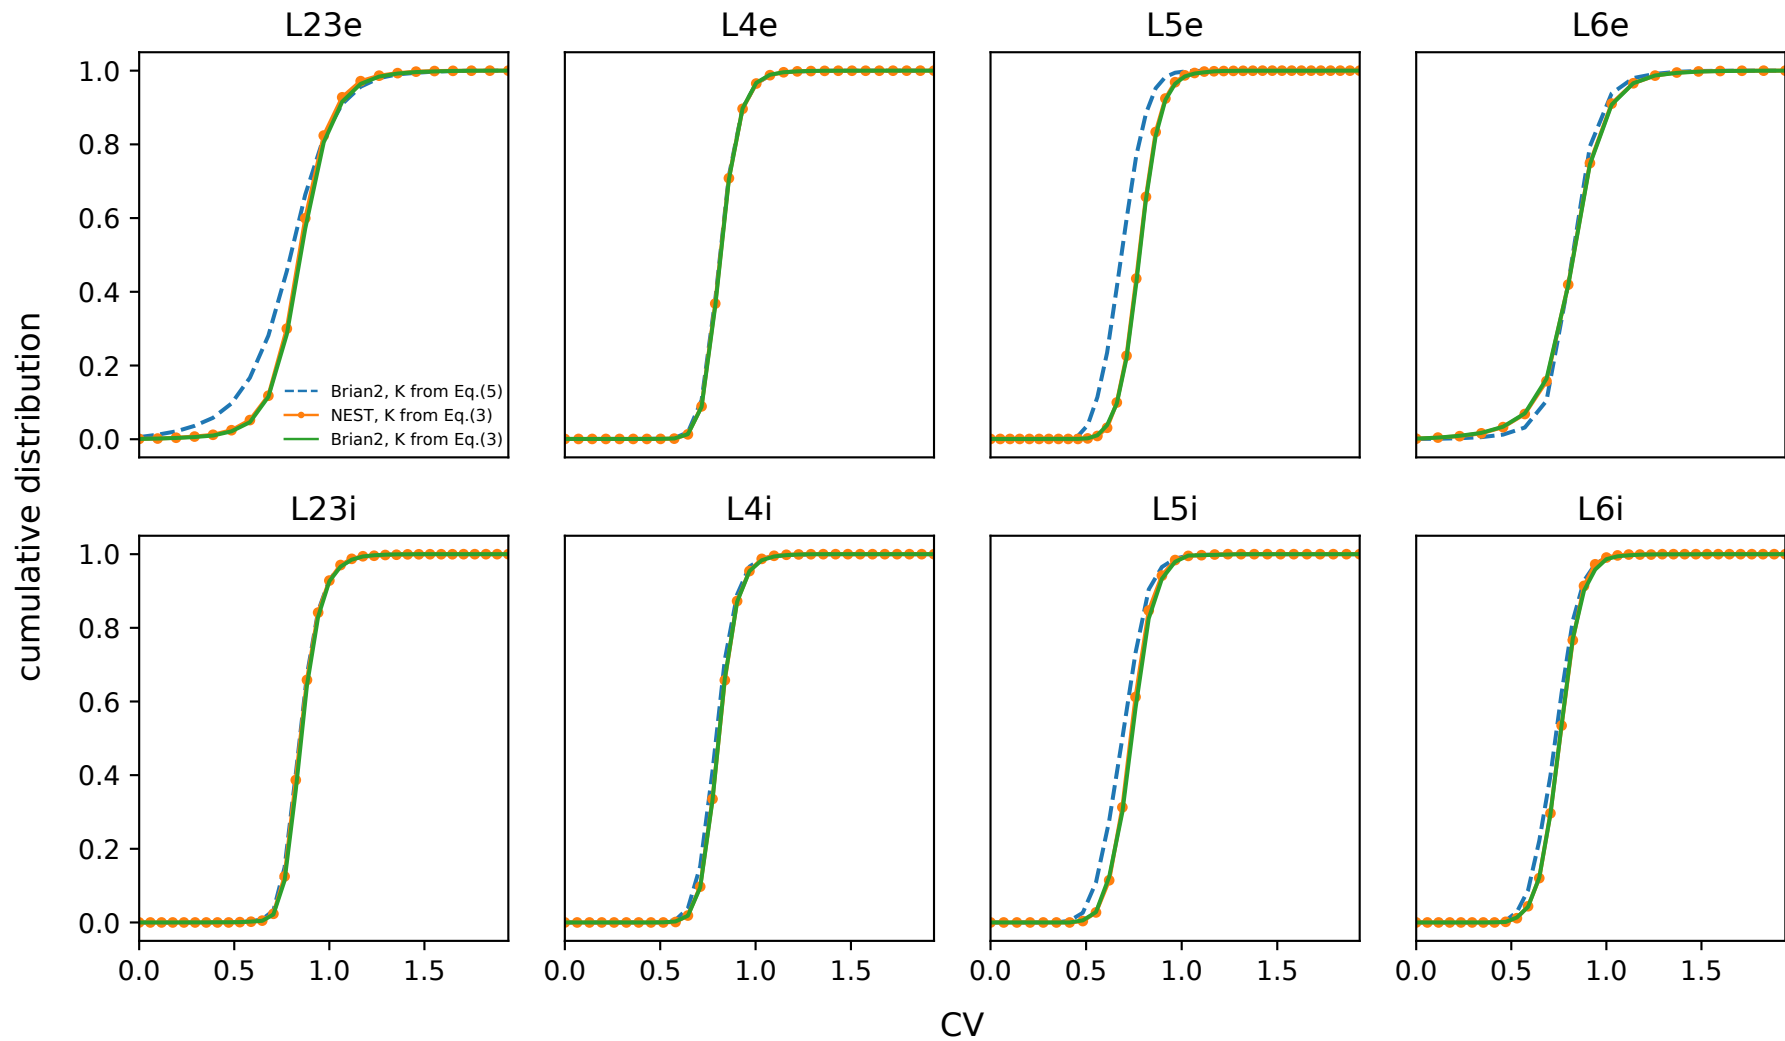 L23e
L4e
L5e
L6e
1.0
0.8
0.6
0.4
0.2
0.0
Brian2, K from Eq.(5)
NEST, K from Eq.(3)
Brian2, K from Eq.(3)
cumulative distribution
L23i
L4i
L5i
L6i
1.0
0.8
0.6
0.4
0.2
0.0
0.0 0.5 1.0 1.5
0.0 0.5 1.0 1.5
0.0 0.5 1.0 1.5
0.0 0.5 1.0 1.5
CV